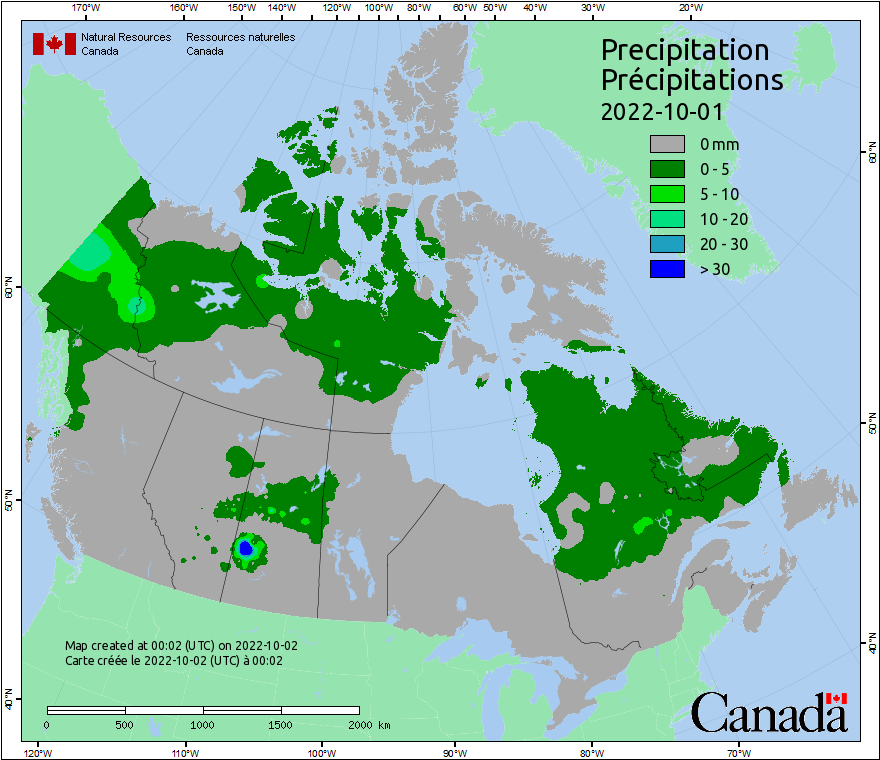 170°W 160°W 150°W 140°W 120°W 100°W 80°W 60°W 50°W 40°W 30°W 20°W
Natural Resources Ressources naturelles
Canada Canada
Precipitation
Précipitations
2022-10-01
0 mm
0 - 5
5 - 10
10 - 20
20 - 30
> 30
60°N
60°N
50°N
50°N
40°N
40°N
Map created at 00:02 (UTC) on 2022-10-02
Carte créée le 2022-10-02 (UTC) à 00:02
0 500 1000 1500 2000 km
Canada
120°W 110°W 100°W 90°W 80°W 70°W